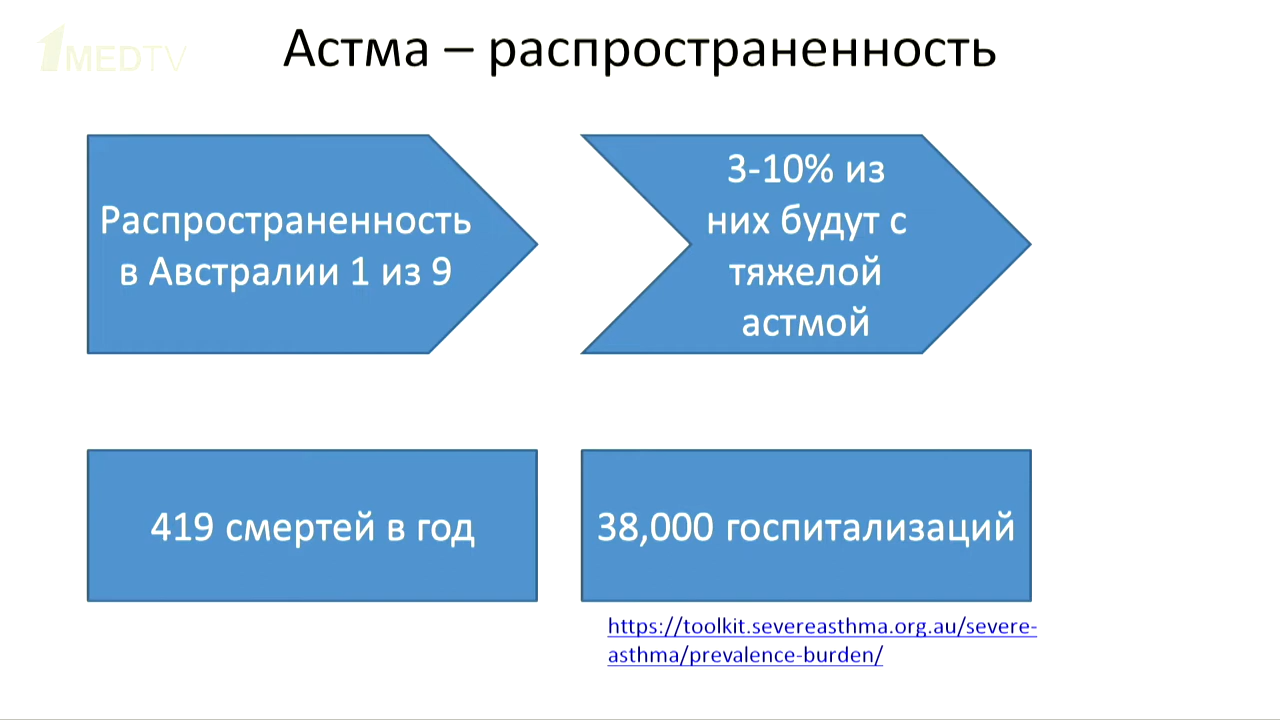 1MEDTV
Астма – распространенность
Распространенность
в Австралии 1 из 9
3-10% из
них будут с
тяжелой
астмой
419 смертей в год
38,000 госпитализаций
https://toolkit.severeasthma.org.au/severe-
asthma/prevalence-burden/